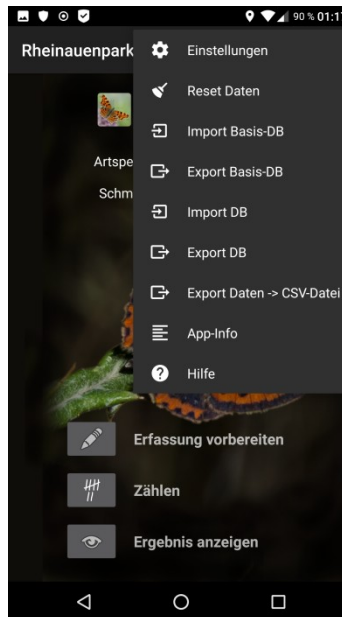 90 % 01:17
Rheinauenpark
Einstellungen
Reset Daten
Import Basis-DB
Export Basis-DB
Artspe
Schm
Import DB
Export DB
Export Daten -> CSV-Datei
App-Info
Hilfe
Erfassung vorbereiten
Zählen
Ergebnis anzeigen